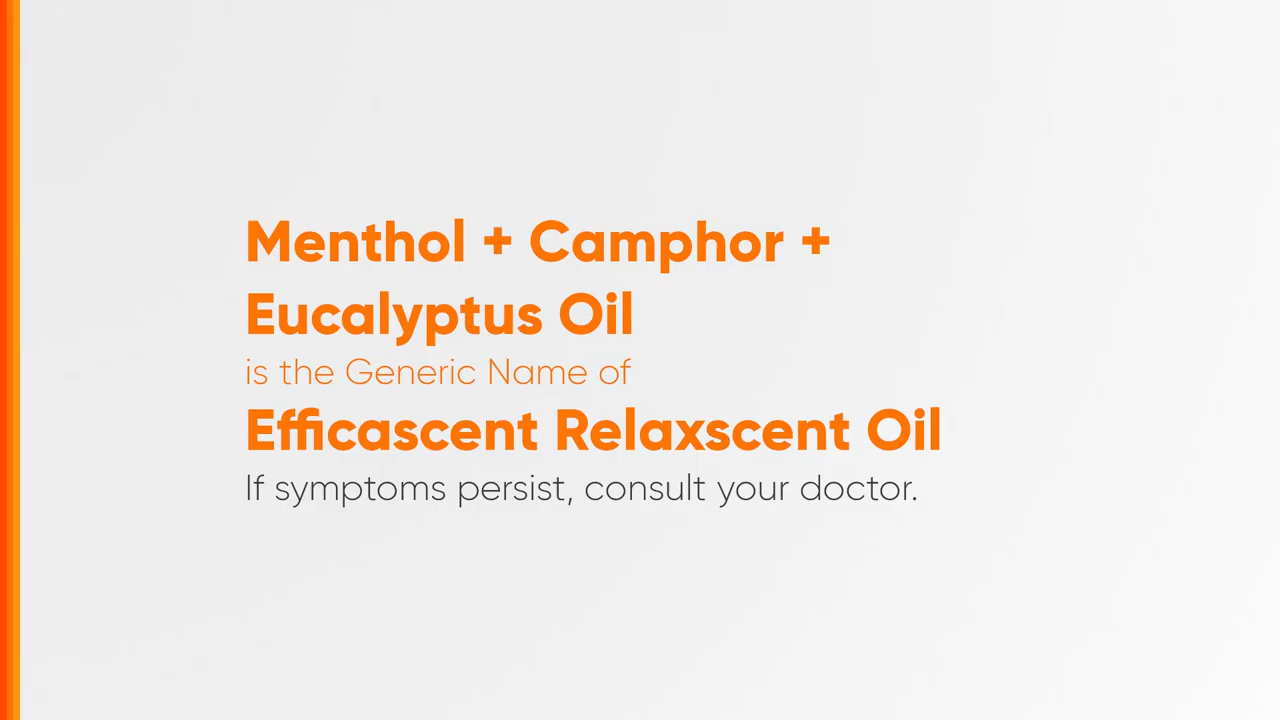 Menthol + Camphor +
Eucalyptus Oil
is the Generic Name of
Efficascent Relaxscent Oil
If symptoms persist, consult your doctor.